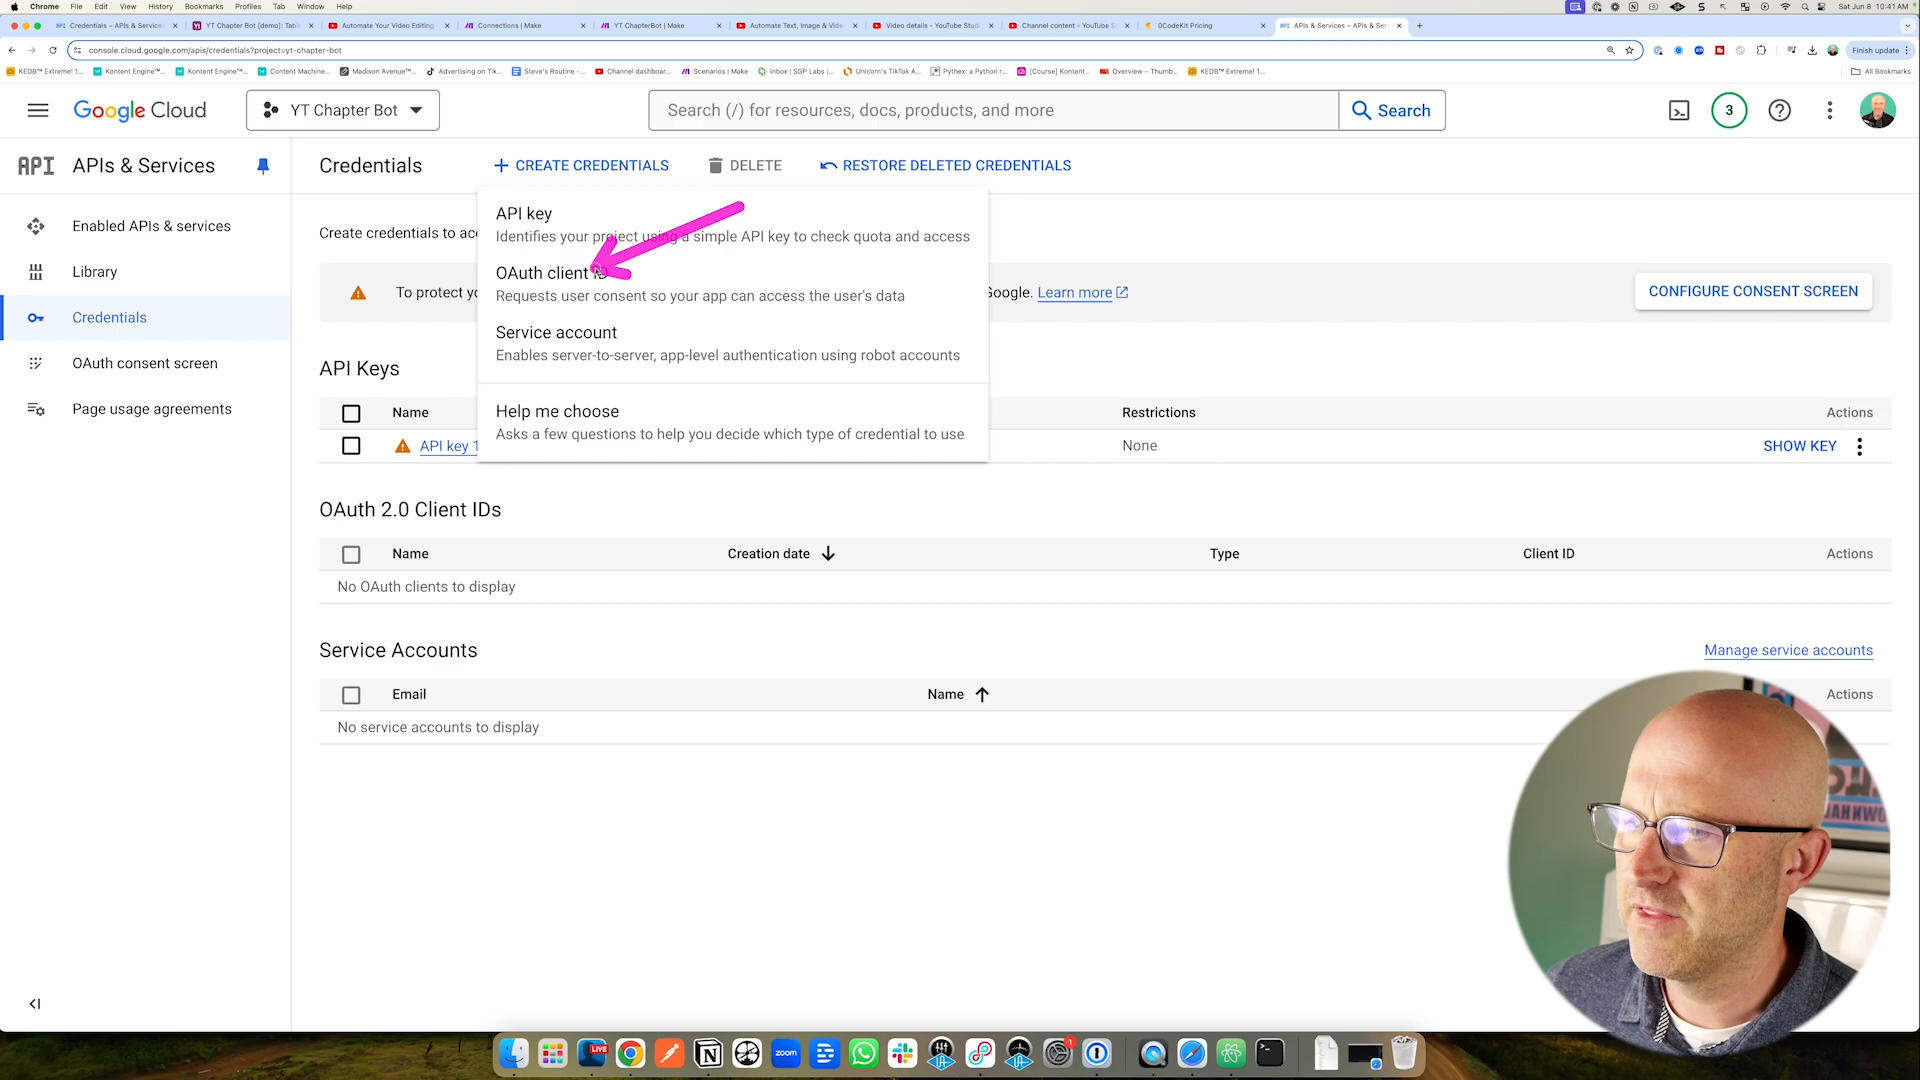 Chrome File Edit View History Bookmarks Profiles Tab Window Help
Sat Jun 8 10:41 AM
Credentials – APIs & Services
YT Chapter Bot [demo]: Tabl
Automate Your Video Editing
Connections | Make
YT ChapterBot | Make
Automate Text, Image & Vide
Video details - YouTube Studi
Channel content - YouTube S
0CodeKit Pricing
APIs & Services – APIs & Ser
console.cloud.google.com/apis/credentials?project=yt-chapter-bot
Finish update
KEDB™ Extreme! 1...
Kontent Engine™...
Kontent Engine™...
Content Machine...
Madison Avenue™...
Advertising on Tik...
Steve's Routine -...
Channel dashboar...
Scenarios | Make
Inbox | SGP Labs |...
Unicorn's TikTok A...
Pythex: a Python r...
[Course] Kontent...
Overview – Thumb...
KEDB™ Extreme! 1...
All Bookmarks
Google Cloud
YT Chapter Bot
Search (/) for resources, docs, products, and more
Search
3
API APIs & Services
Credentials
CREATE CREDENTIALS
DELETE
RESTORE DELETED CREDENTIALS
Enabled APIs & services
Library
Credentials
OAuth consent screen
Page usage agreements
Create credentials to ac
API key
Identifies your project using a simple API key to check quota and access
OAuth client ID
Requests user consent so your app can access the user's data
Service account
Enables server-to-server, app-level authentication using robot accounts
Help me choose
Asks a few questions to help you decide which type of credential to use
To protect yo
Google. Learn more
CONFIGURE CONSENT SCREEN
API Keys
Name
Restrictions
Actions
API key 1
None
SHOW KEY
OAuth 2.0 Client IDs
Name
Creation date
Type
Client ID
Actions
No OAuth clients to display
Service Accounts
Manage service accounts
Email
Name
Actions
No service accounts to display
LIVE
zoom
1